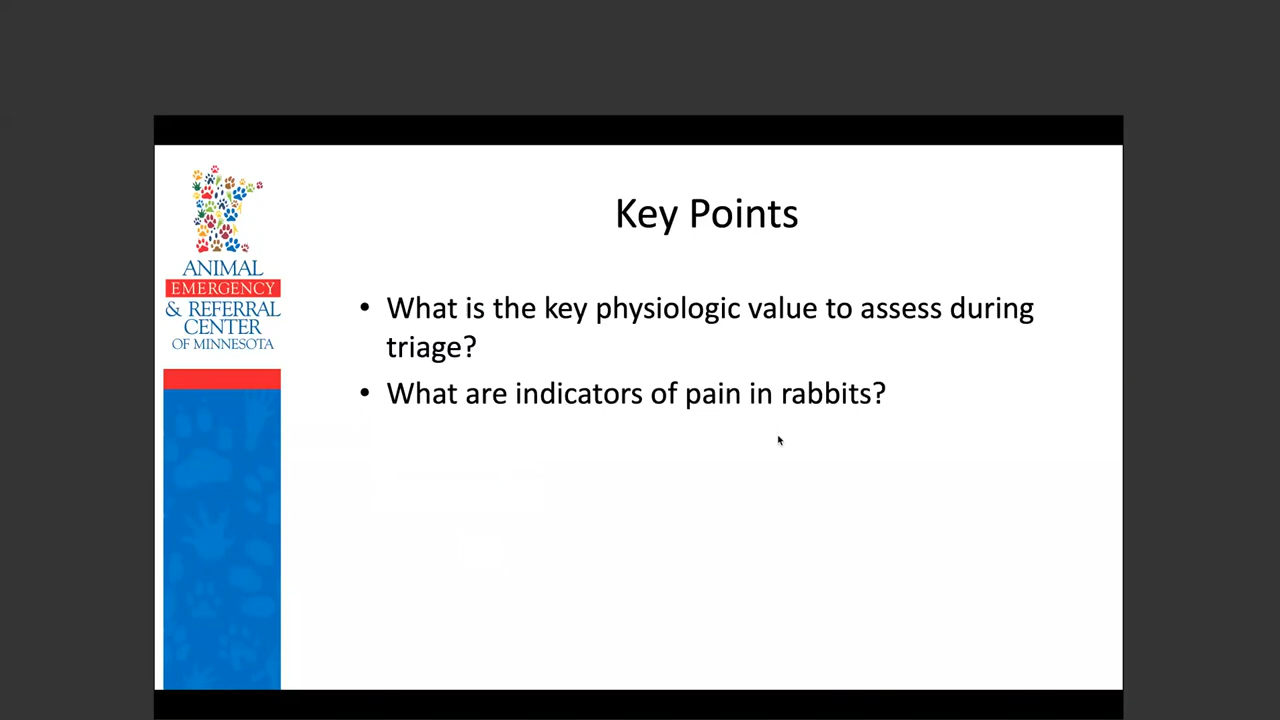 ANIMAL
EMERGENCY
& REFERRAL
CENTER
OF MINNESOTA
Key Points
• What is the key physiologic value to assess during
triage?
• What are indicators of pain in rabbits?